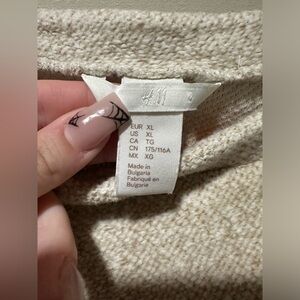 H&M
EUR XL
US XL
CA TG
CN 175/116A
MX XG
Made in
Bulgaria
Fabriqué en
Bulgarie